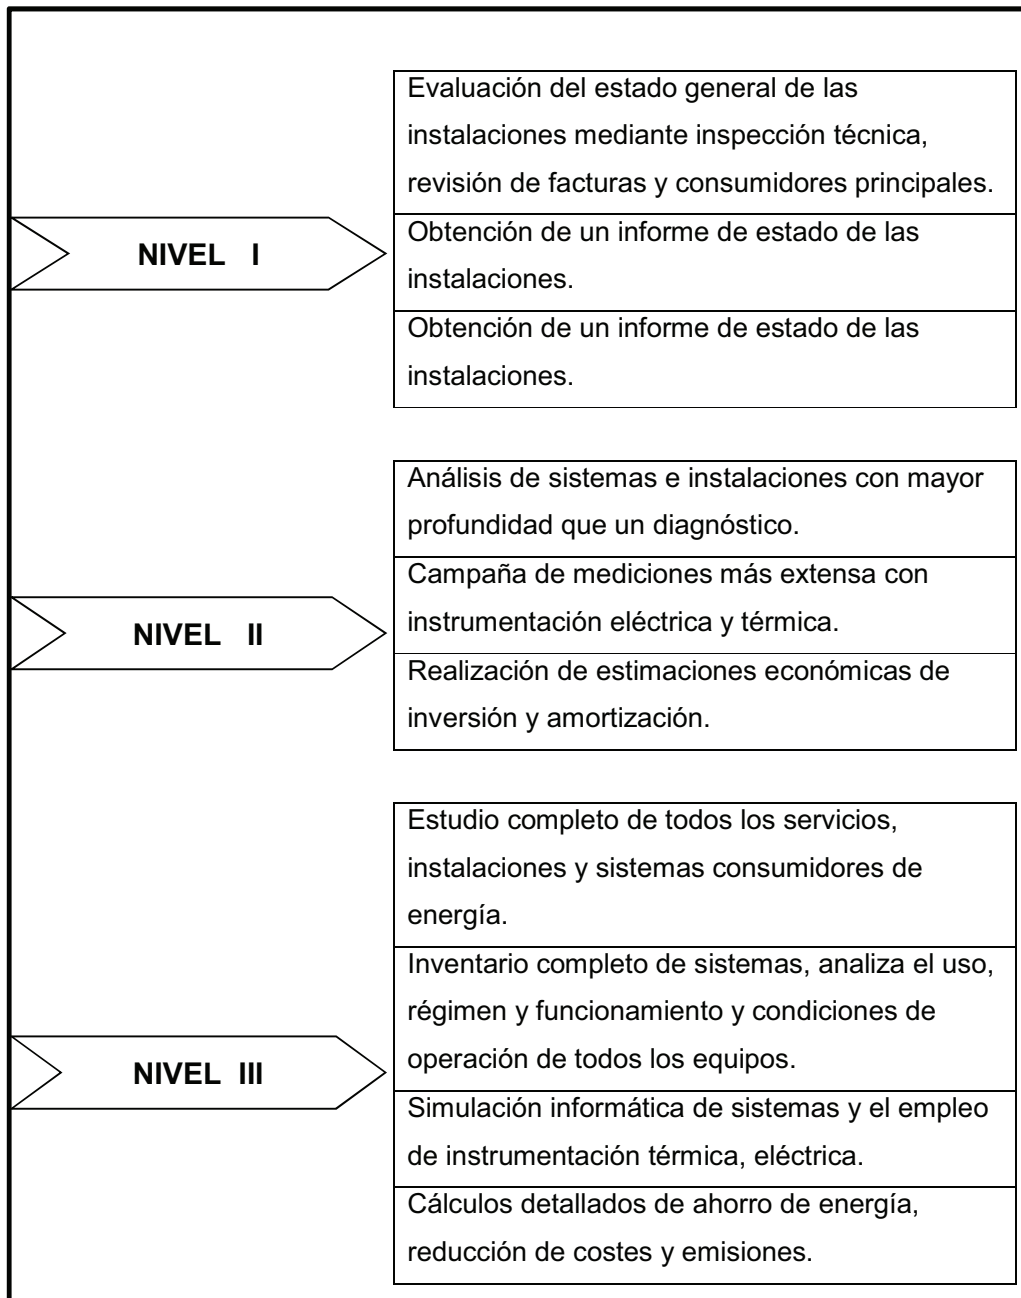 NIVEL I
Evaluación del estado general de las
instalaciones mediante inspección técnica,
revisión de facturas y consumidores principales.
Obtención de un informe de estado de las
instalaciones.
Obtención de un informe de estado de las
instalaciones.
NIVEL II
Análisis de sistemas e instalaciones con mayor
profundidad que un diagnóstico.
Campaña de mediciones más extensa con
instrumentación eléctrica y térmica.
Realización de estimaciones económicas de
inversión y amortización.
NIVEL III
Estudio completo de todos los servicios,
instalaciones y sistemas consumidores de
energía.
Inventario completo de sistemas, analiza el uso,
régimen y funcionamiento y condiciones de
operación de todos los equipos.
Simulación informática de sistemas y el empleo
de instrumentación térmica, eléctrica.
Cálculos detallados de ahorro de energía,
reducción de costes y emisiones.